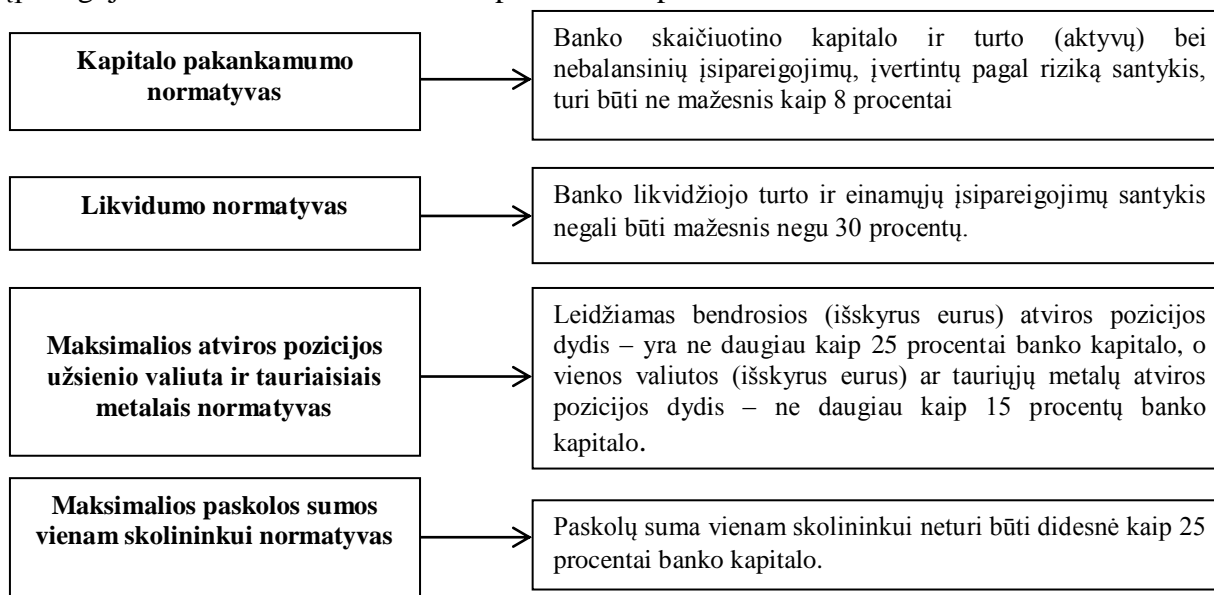 Kapitalo pakankamumo
normatyvas
Banko skaičiuotino kapitalo ir turto (aktyvų) bei
nebalansinių įsipareigojimų, įvertintų pagal riziką santykis,
turi būti ne mažesnis kaip 8 procentai
Likvidumo normatyvas
Banko likvidžiojo turto ir einamųjų įsipareigojimų santykis
negali būti mažesnis negu 30 procentų.
Maksimalios atviros pozicijos
užsienio valiuta ir tauriaisiais
metalais normatyvas
Leidžiamas bendrosios (išskyrus eurus) atviros pozicijos
dydis – yra ne daugiau kaip 25 procentai banko kapitalo, o
vienos valiutos (išskyrus eurus) ar tauriųjų metalų atviros
pozicijos dydis – ne daugiau kaip 15 procentų banko
kapitalo.
Maksimalios paskolos sumos
vienam skolininkui normatyvas
Paskolų suma vienam skolininkui neturi būti didesnė kaip 25
procentai banko kapitalo.